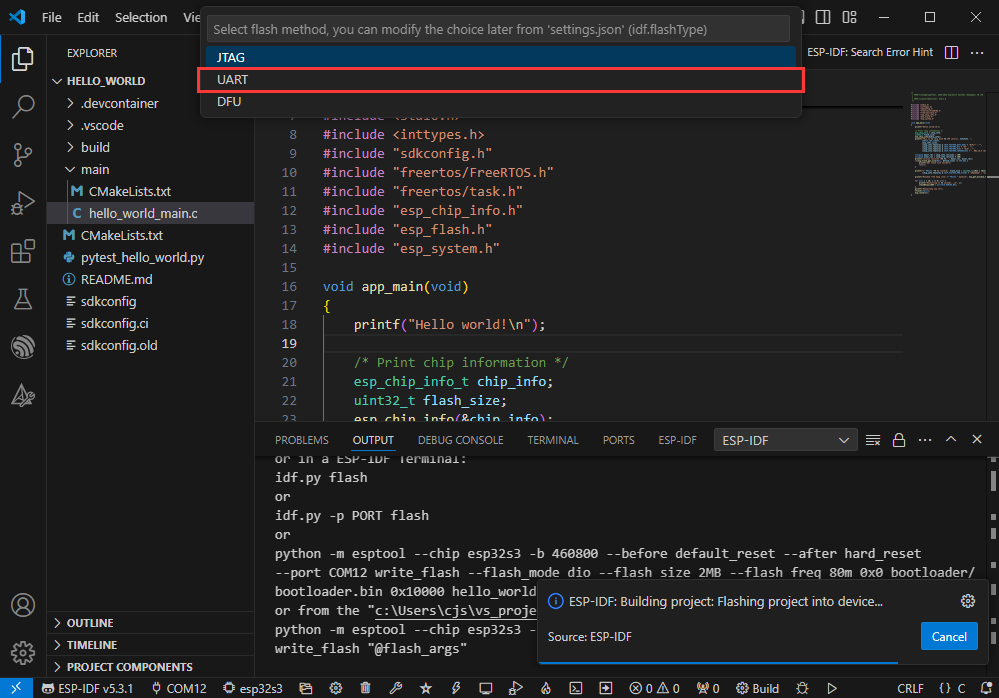 File Edit Selection
Select flash method, you can modify the choice later from 'settings.json' (idf.flashType)
JTAG
UART
DFU
ESP-IDF: Search Error Hint
EXPLORER
HELLO_WORLD
.devcontainer
.vscode
build
main
CMakeLists.txt
hello_world_main.c
CMakeLists.txt
pytest_hello_world.py
README.md
sdkconfig
sdkconfig.ci
sdkconfig.old
OUTLINE
TIMELINE
PROJECT COMPONENTS
8 #include <inttypes.h>
9 #include "sdkconfig.h"
10 #include "freertos/FreeRTOS.h"
11 #include "freertos/task.h"
12 #include "esp_chip_info.h"
13 #include "esp_flash.h"
14 #include "esp_system.h"
15
16 void app_main(void)
17 {
18 printf("Hello world!\n");
19
20 /* Print chip information */
21 esp_chip_info_t chip_info;
22 uint32_t flash_size;
23 esp_chip_info(&chip_info);
PROBLEMS OUTPUT DEBUG CONSOLE TERMINAL PORTS ESP-IDF ESP-IDF
or in a ESP-IDF Terminal:
idf.py flash
or
idf.py -p PORT flash
or
python -m esptool --chip esp32s3 -b 460800 --before default_reset --after hard_reset
--port COM12 write_flash --flash_mode dio --flash_size 2MB --flash_freq 80m 0x0 bootloader/
bootloader.bin 0x10000 hello_world
or from the "c:\Users\cjs\vs_proje
python -m esptool --chip esp32s3 -
write_flash "@flash_args"
ESP-IDF: Building project: Flashing project into device...
Source: ESP-IDF
Cancel
ESP-IDF v5.3.1 COM12 esp32s3 0 0 0 Build CRLF {} C